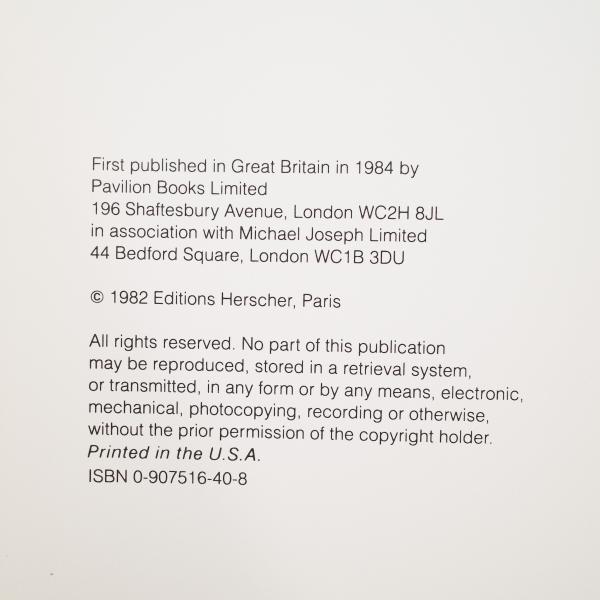 First published in Great Britain in 1984 by
Pavilion Books Limited
196 Shaftesbury Avenue, London WC2H 8JL
in association with Michael Joseph Limited
44 Bedford Square, London WC1B 3DU
© 1982 Editions Herscher, Paris
All rights reserved. No part of this publication
may be reproduced, stored in a retrieval system,
or transmitted, in any form or by any means, electronic,
mechanical, photocopying, recording or otherwise,
without the prior permission of the copyright holder.
Printed in the U.S.A.
ISBN 0-907516-40-8